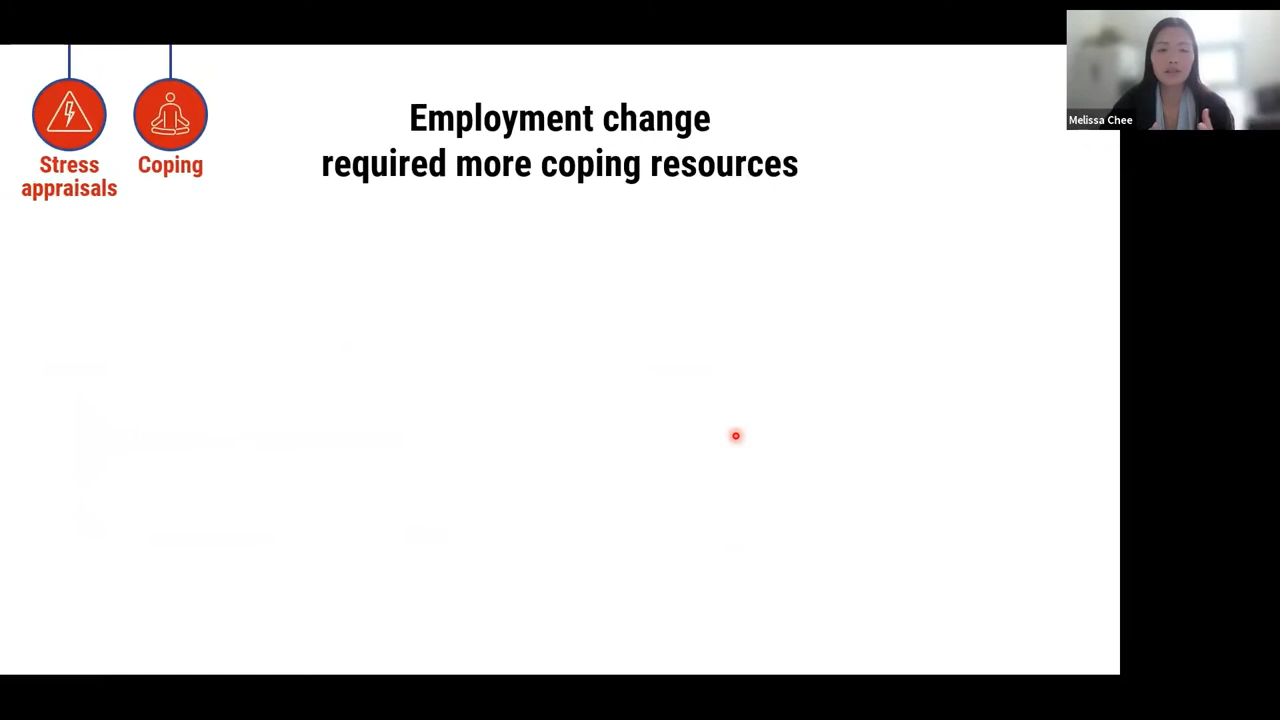 Employment change
required more coping resources
Stress
appraisals
Coping
Melissa Chee